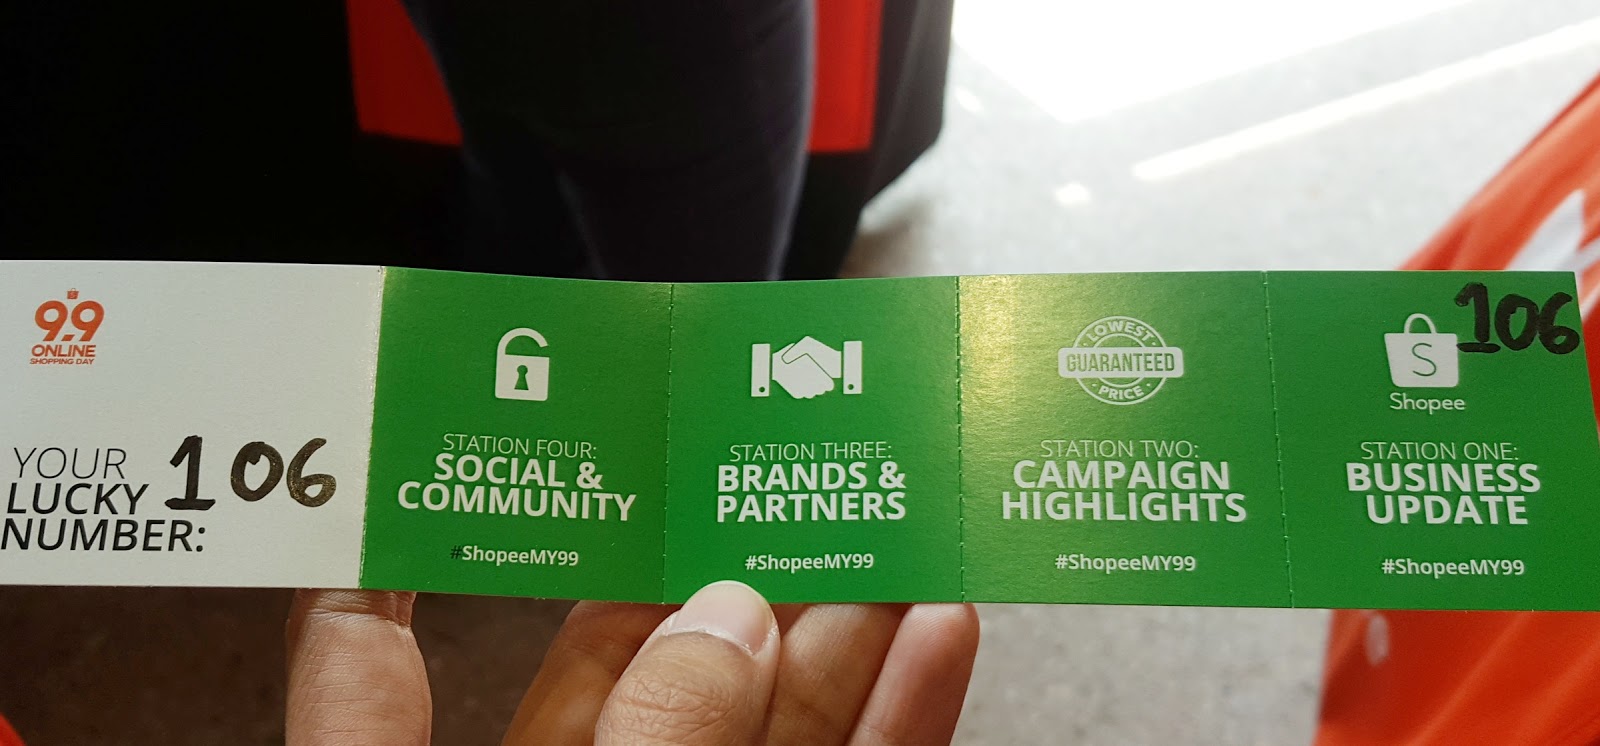 9.9
ONLINE
SHOPPING DAY
YOUR
LUCKY
NUMBER:
106
STATION FOUR:
SOCIAL &
COMMUNITY
#ShopeeMY99
STATION THREE:
BRANDS &
PARTNERS
#ShopeeMY99
LOWEST
GUARANTEED
PRICE
STATION TWO:
CAMPAIGN
HIGHLIGHTS
#ShopeeMY99
106
S
Shopee
STATION ONE:
BUSINESS
UPDATE
#ShopeeMY99